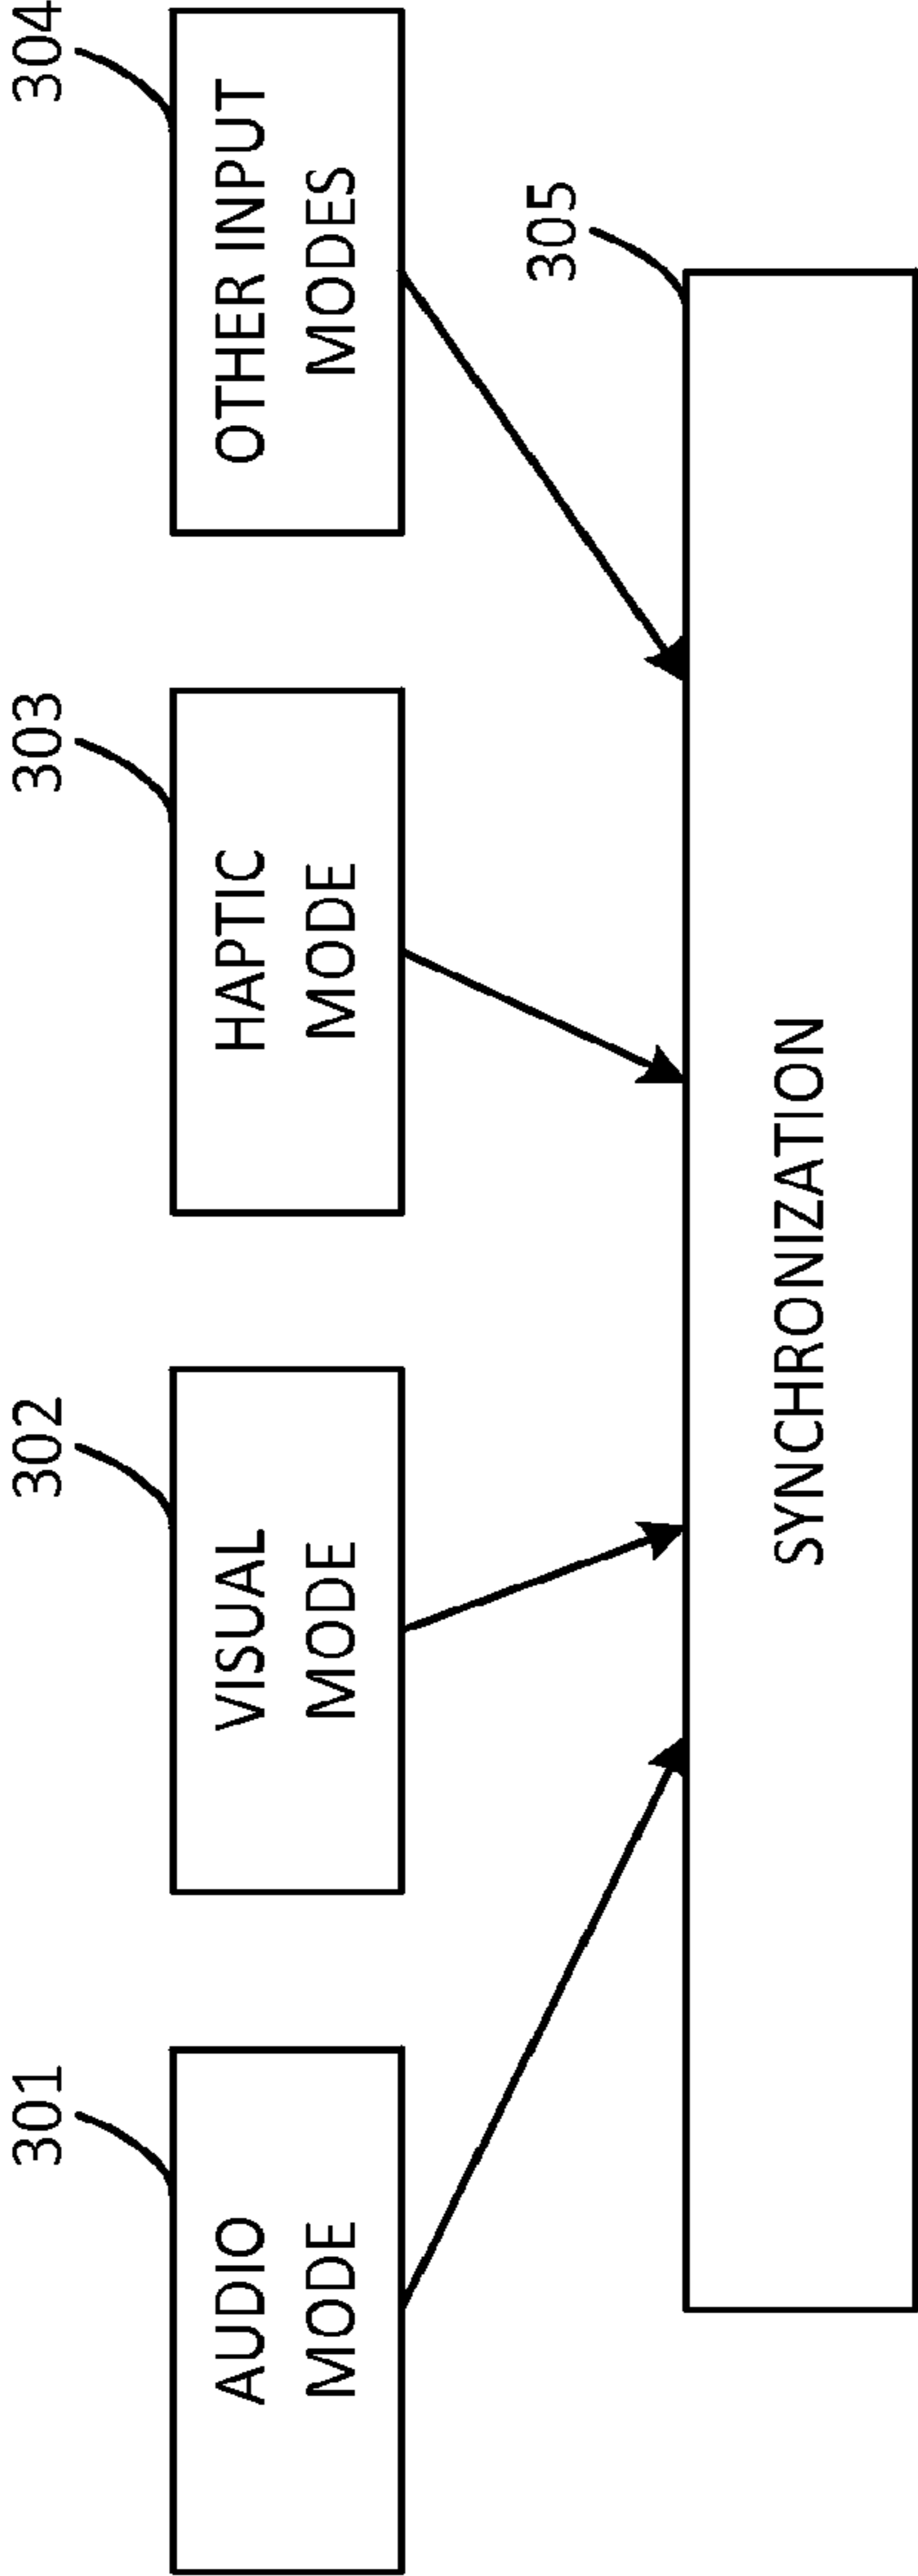 301
302
303
304
AUDIO
MODE
VISUAL
MODE
HAPTIC
MODE
OTHER INPUT
MODES
305
SYNCHRONIZATION